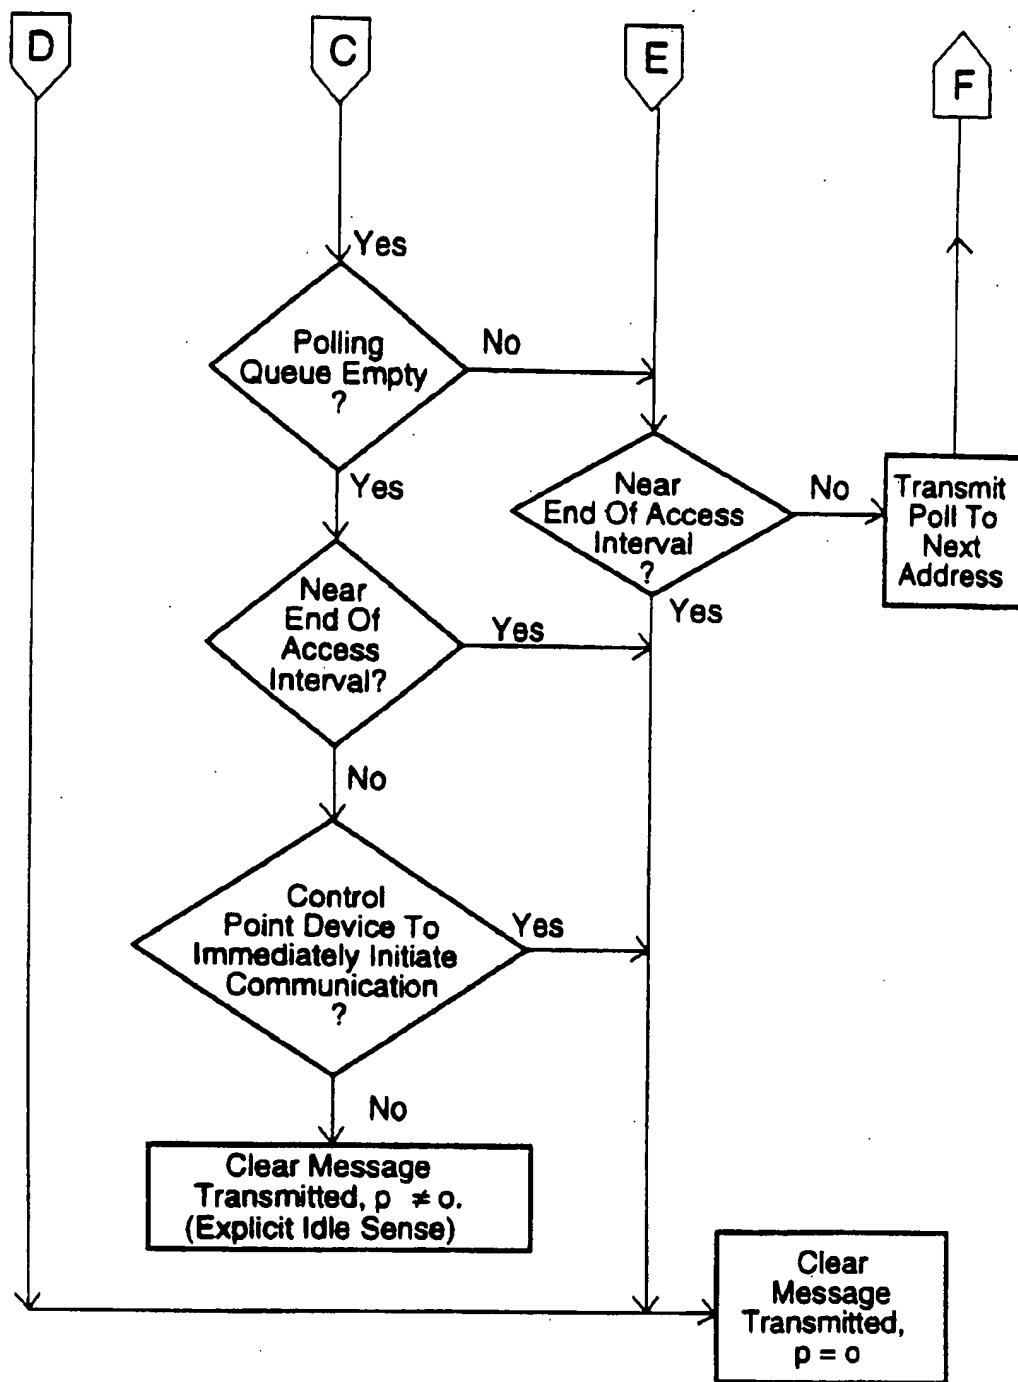 D
C
E
F
Yes
Polling
Queue Empty
?
No
Yes
Near
End Of Access
Interval
?
No
Transmit
Poll To
Next
Address
Yes
Near
End Of
Access
Interval?
Yes
No
Control
Point Device To
Immediately Initiate
Communication
?
Yes
No
Clear Message
Transmitted, p ≠ o.
(Explicit Idle Sense)
Clear
Message
Transmitted,
p = o